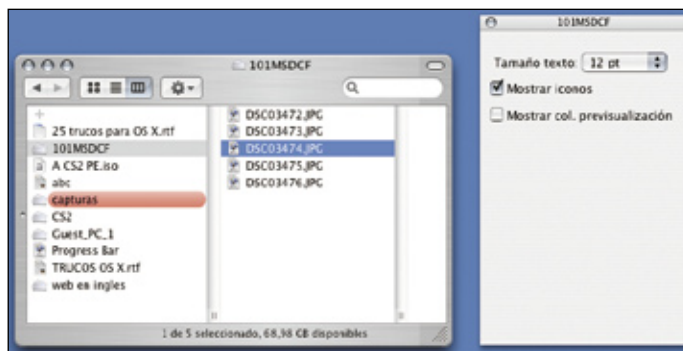 101MSDCF
25 trucos para OS X.rtf
101MSDCF
A CS2 PE.iso
abc
capturas
CS2
Guest_PC_1
Progress Bar
TRUCOS OS X.rtf
web en ingles
DSC03472.JPG
DSC03473.JPG
DSC03474.JPG
DSC03475.JPG
DSC03476.JPG
1 de 5 seleccionado, 68,98 GB disponibles
101MSDCF
Tamaño texto: 12 pt
Mostrar iconos
Mostrar col. previsualización